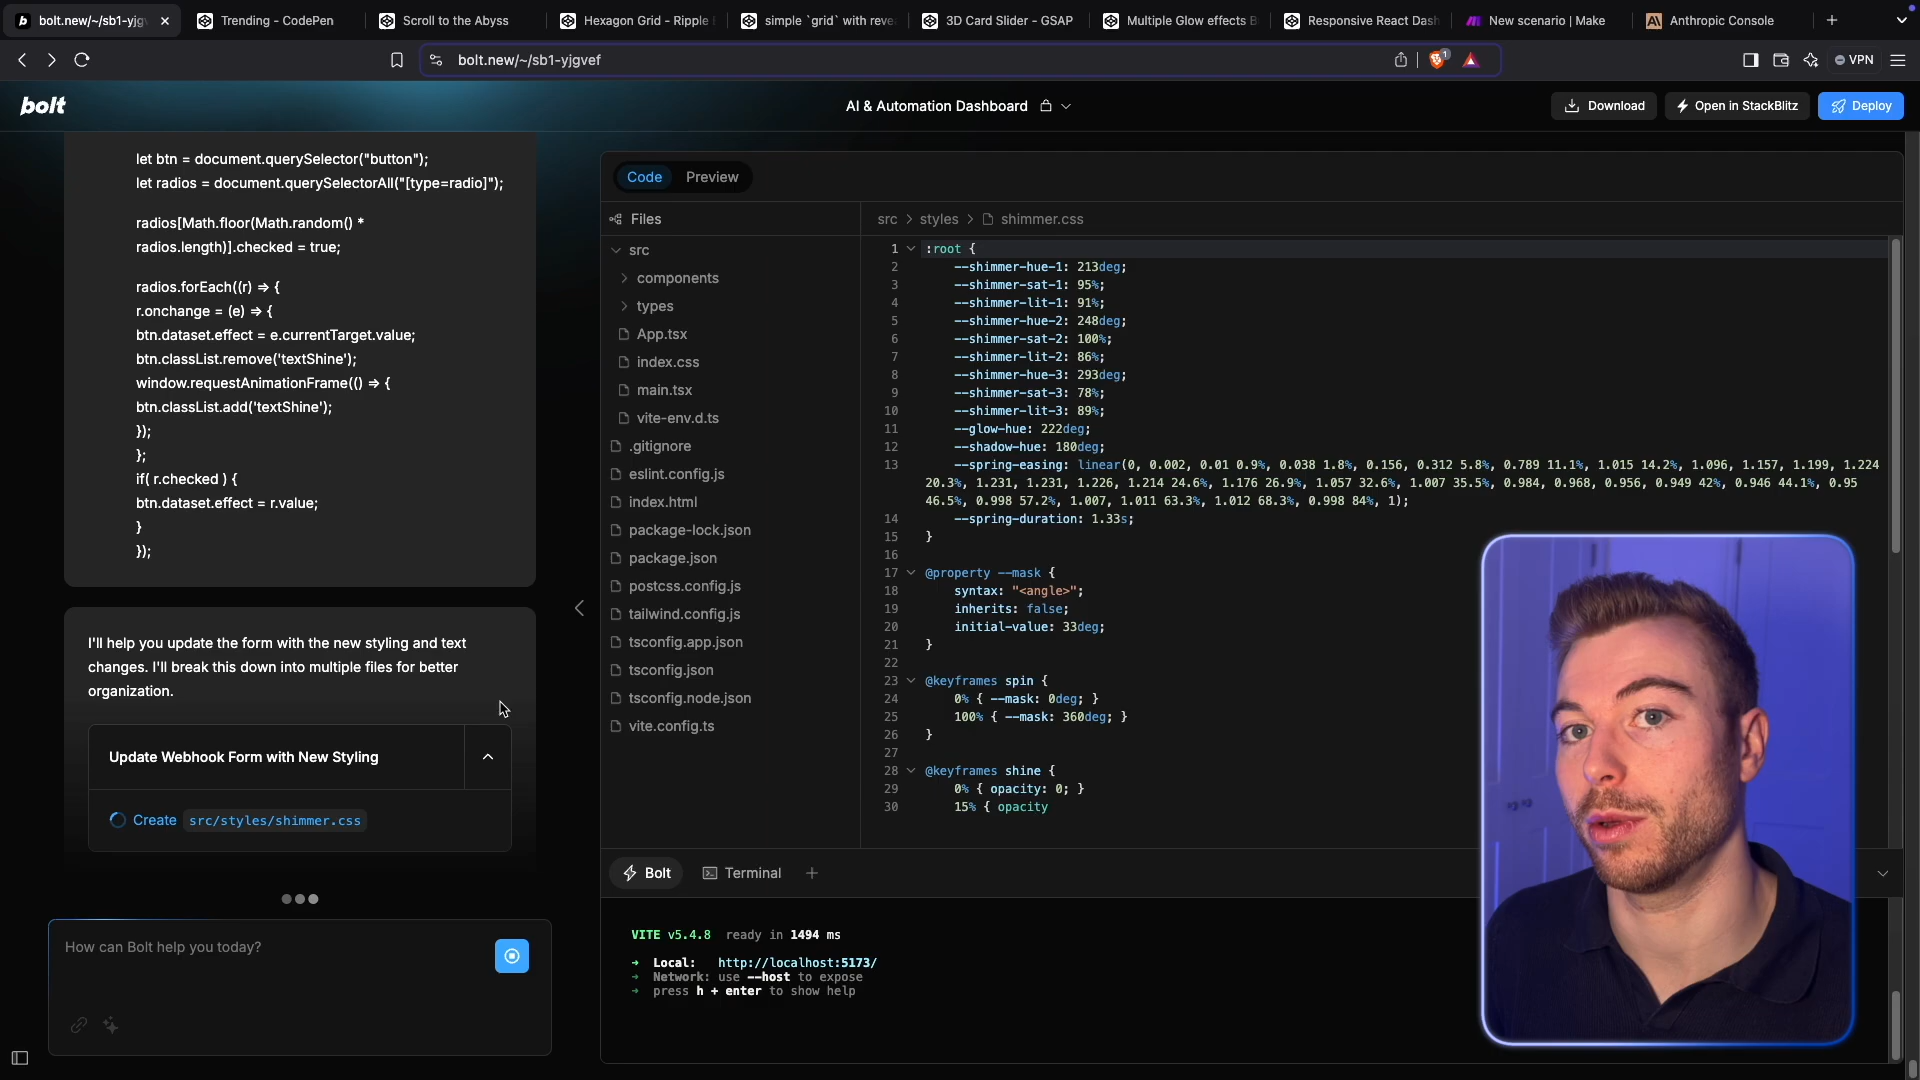 bolt.new/~/sb1-yjgv
Trending - CodePen
Scroll to the Abyss
Hexagon Grid - Ripple
simple `grid` with reve
3D Card Slider - GSAP
Multiple Glow effects B
Responsive React Dash
New scenario | Make
Anthropic Console
bolt.new/~/sb1-yjgvef
1
VPN
bolt
AI & Automation Dashboard
Download
Open in StackBlitz
Deploy
let btn = document.querySelector("button");
let radios = document.querySelectorAll("[type=radio]");
radios[Math.floor(Math.random() *
radios.length)].checked = true;
radios.forEach((r) => {
r.onchange = (e) => {
btn.dataset.effect = e.currentTarget.value;
btn.classList.remove('textShine');
window.requestAnimationFrame(() => {
btn.classList.add('textShine');
});
};
if( r.checked ) {
btn.dataset.effect = r.value;
}
});
I'll help you update the form with the new styling and text
changes. I'll break this down into multiple files for better
organization.
Update Webhook Form with New Styling
Create src/styles/shimmer.css
How can Bolt help you today?
Code
Preview
Files
src
components
types
App.tsx
index.css
main.tsx
vite-env.d.ts
.gitignore
eslint.config.js
index.html
package-lock.json
package.json
postcss.config.js
tailwind.config.js
tsconfig.app.json
tsconfig.json
tsconfig.node.json
vite.config.ts
src > styles > shimmer.css
1 :root {
2 --shimmer-hue-1: 213deg;
3 --shimmer-sat-1: 95%;
4 --shimmer-lit-1: 91%;
5 --shimmer-hue-2: 248deg;
6 --shimmer-sat-2: 100%;
7 --shimmer-lit-2: 86%;
8 --shimmer-hue-3: 293deg;
9 --shimmer-sat-3: 78%;
10 --shimmer-lit-3: 89%;
11 --glow-hue: 222deg;
12 --shadow-hue: 180deg;
13 --spring-easing: linear(0, 0.002, 0.01 0.9%, 0.038 1.8%, 0.156, 0.312 5.8%, 0.789 11.1%, 1.015 14.2%, 1.096, 1.157, 1.199, 1.224
20.3%, 1.231, 1.231, 1.226, 1.214 24.6%, 1.176 26.9%, 1.057 32.6%, 1.007 35.5%, 0.984, 0.968, 0.956, 0.949 42%, 0.946 44.1%, 0.95
46.5%, 0.998 57.2%, 1.007, 1.011 63.3%, 1.012 68.3%, 0.998 84%, 1);
14 --spring-duration: 1.33s;
15 }
16
17 @property --mask {
18 syntax: "<angle>";
19 inherits: false;
20 initial-value: 33deg;
21 }
22
23 @keyframes spin {
24 0% { --mask: 0deg; }
25 100% { --mask: 360deg; }
26 }
27
28 @keyframes shine {
29 0% { opacity: 0; }
30 15% { opacity
Bolt
Terminal
VITE v5.4.8 ready in 1494 ms
➜ Local: http://localhost:5173/
➜ Network: use --host to expose
➜ press h + enter to show help